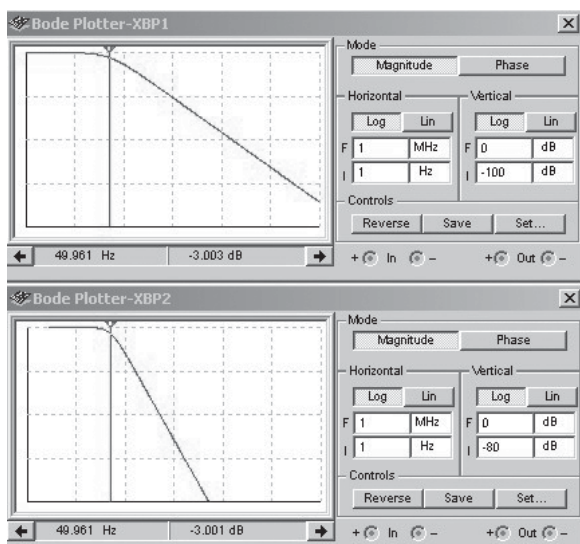 Bode Plotter-XBP1
Mode
Magnitude Phase
Horizontal Vertical
Log Lin Log Lin
F 1 MHz F 0 dB
I 1 Hz I -100 dB
Controls
Reverse Save Set...
49.961 Hz -3.003 dB + In - + Out -
Bode Plotter-XBP2
Mode
Magnitude Phase
Horizontal Vertical
Log Lin Log Lin
F 1 MHz F 0 dB
I 1 Hz I -80 dB
Controls
Reverse Save Set...
49.961 Hz -3.001 dB + In - + Out -